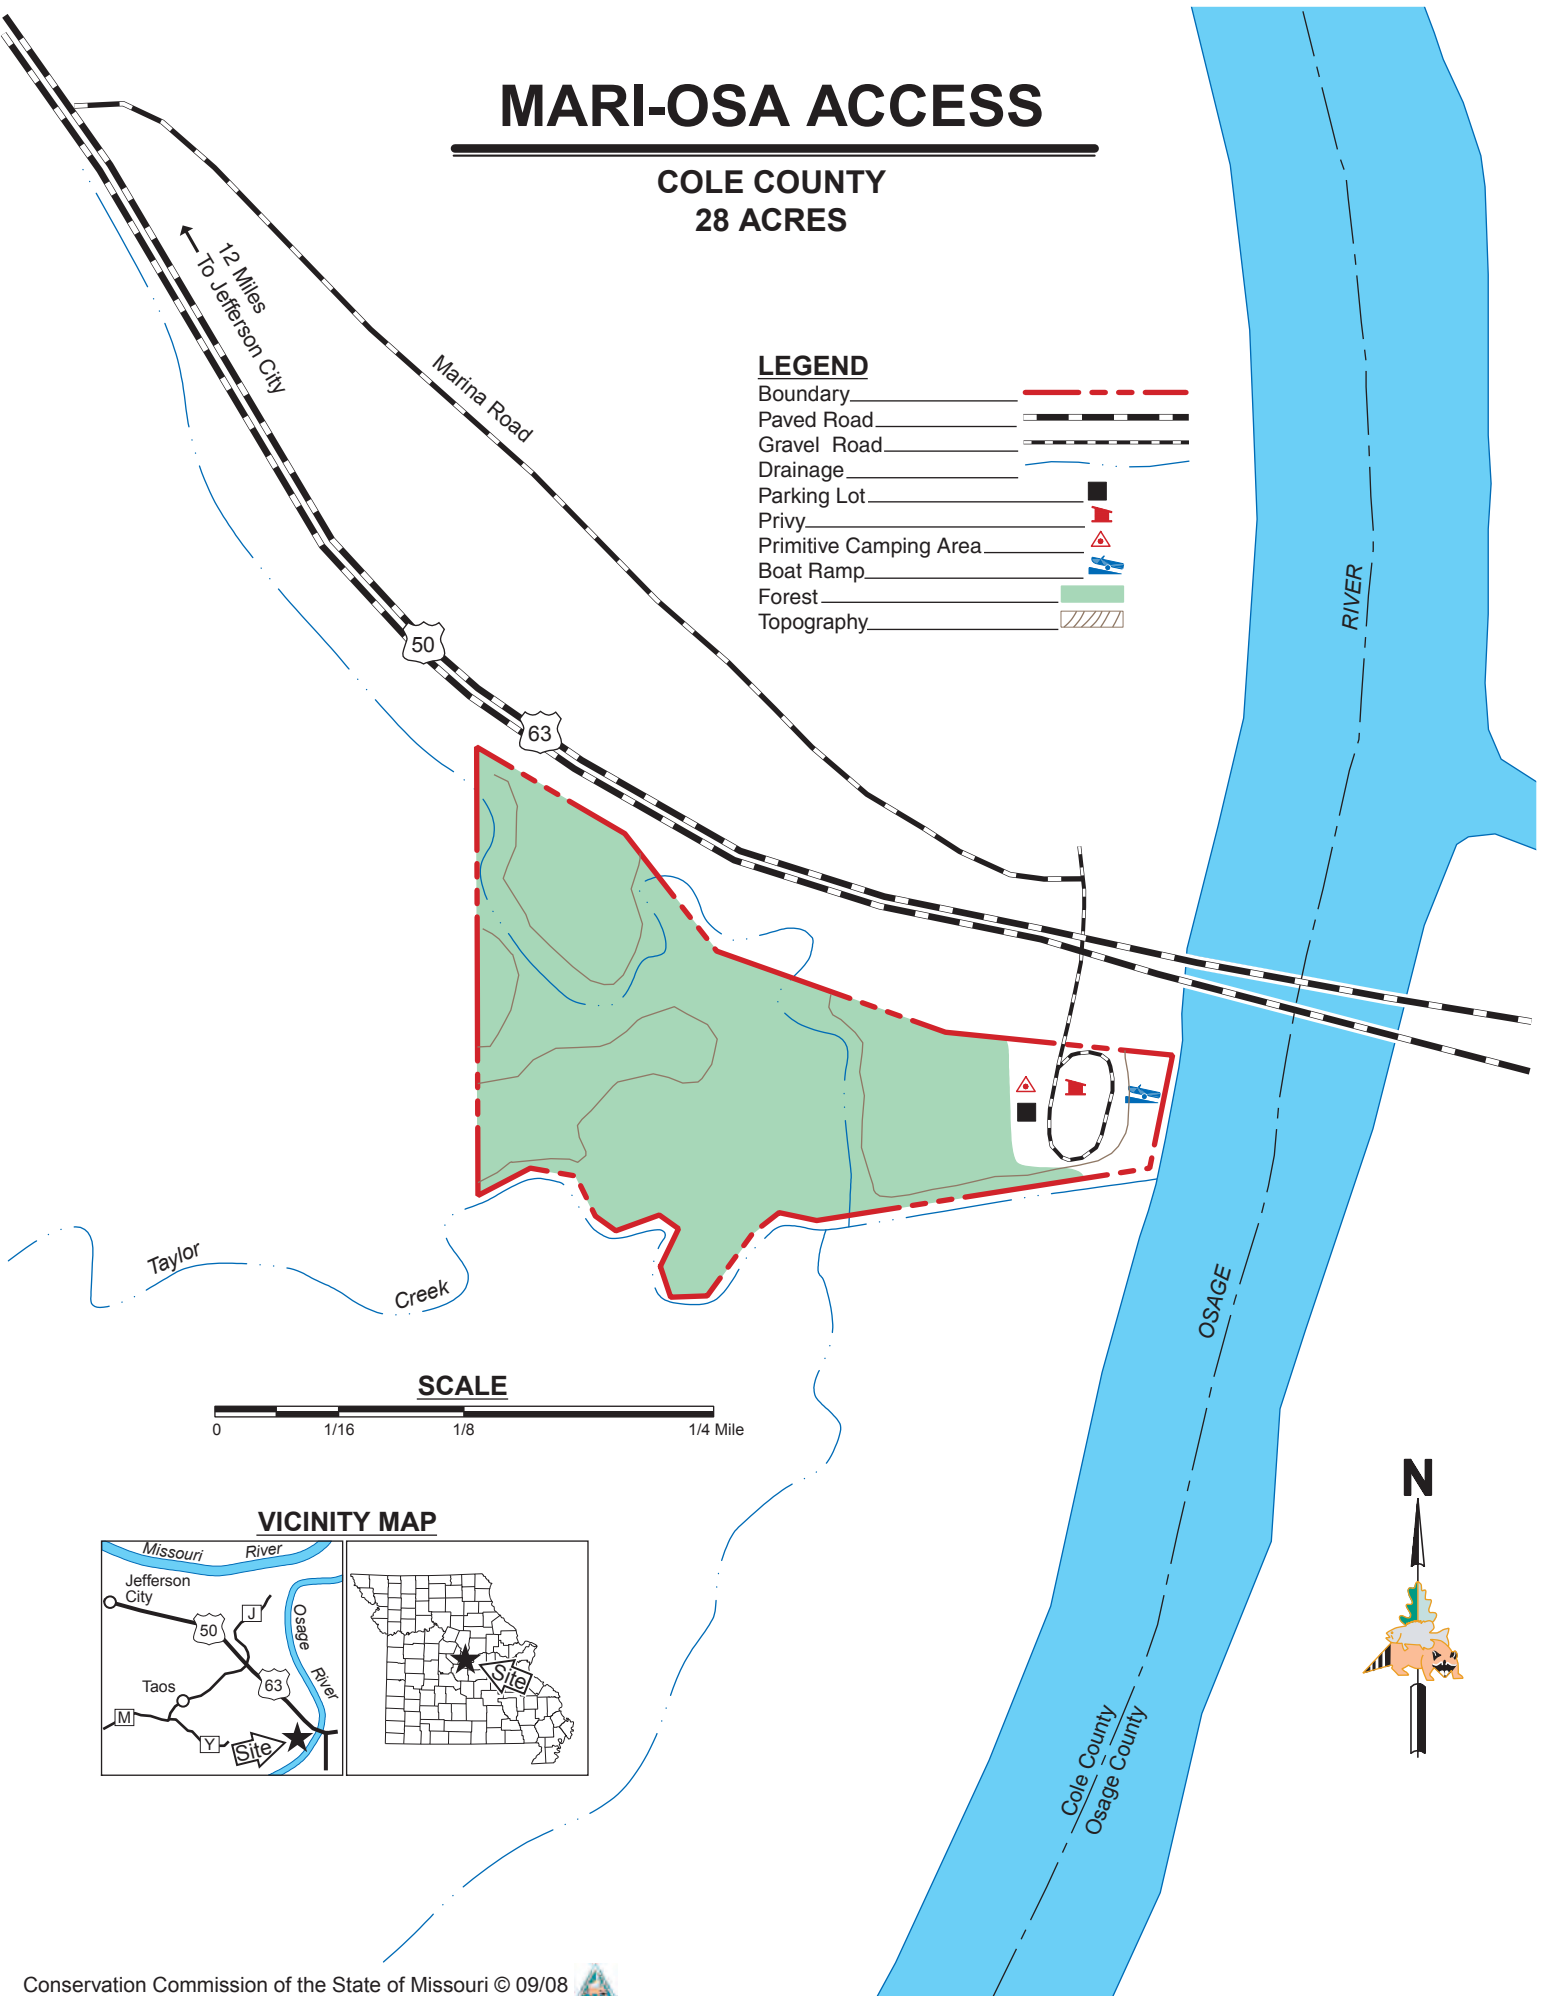 MARI-OSA ACCESS
COLE COUNTY
28 ACRES
12 Miles
To Jefferson City
Marina Road
LEGEND
Boundary
Paved Road
Gravel Road
Drainage
Parking Lot
Privy
Primitive Camping Area
Boat Ramp
Forest
Topography
RIVER
50
63
Taylor
Creek
OSAGE
SCALE
0 1/16 1/8 1/4 Mile
N
VICINITY MAP
Missouri River
Jefferson
City
50
J
Osage
River
63
Taos
M
Y
Site
Site
Cole County
Osage County
Conservation Commission of the State of Missouri © 09/08